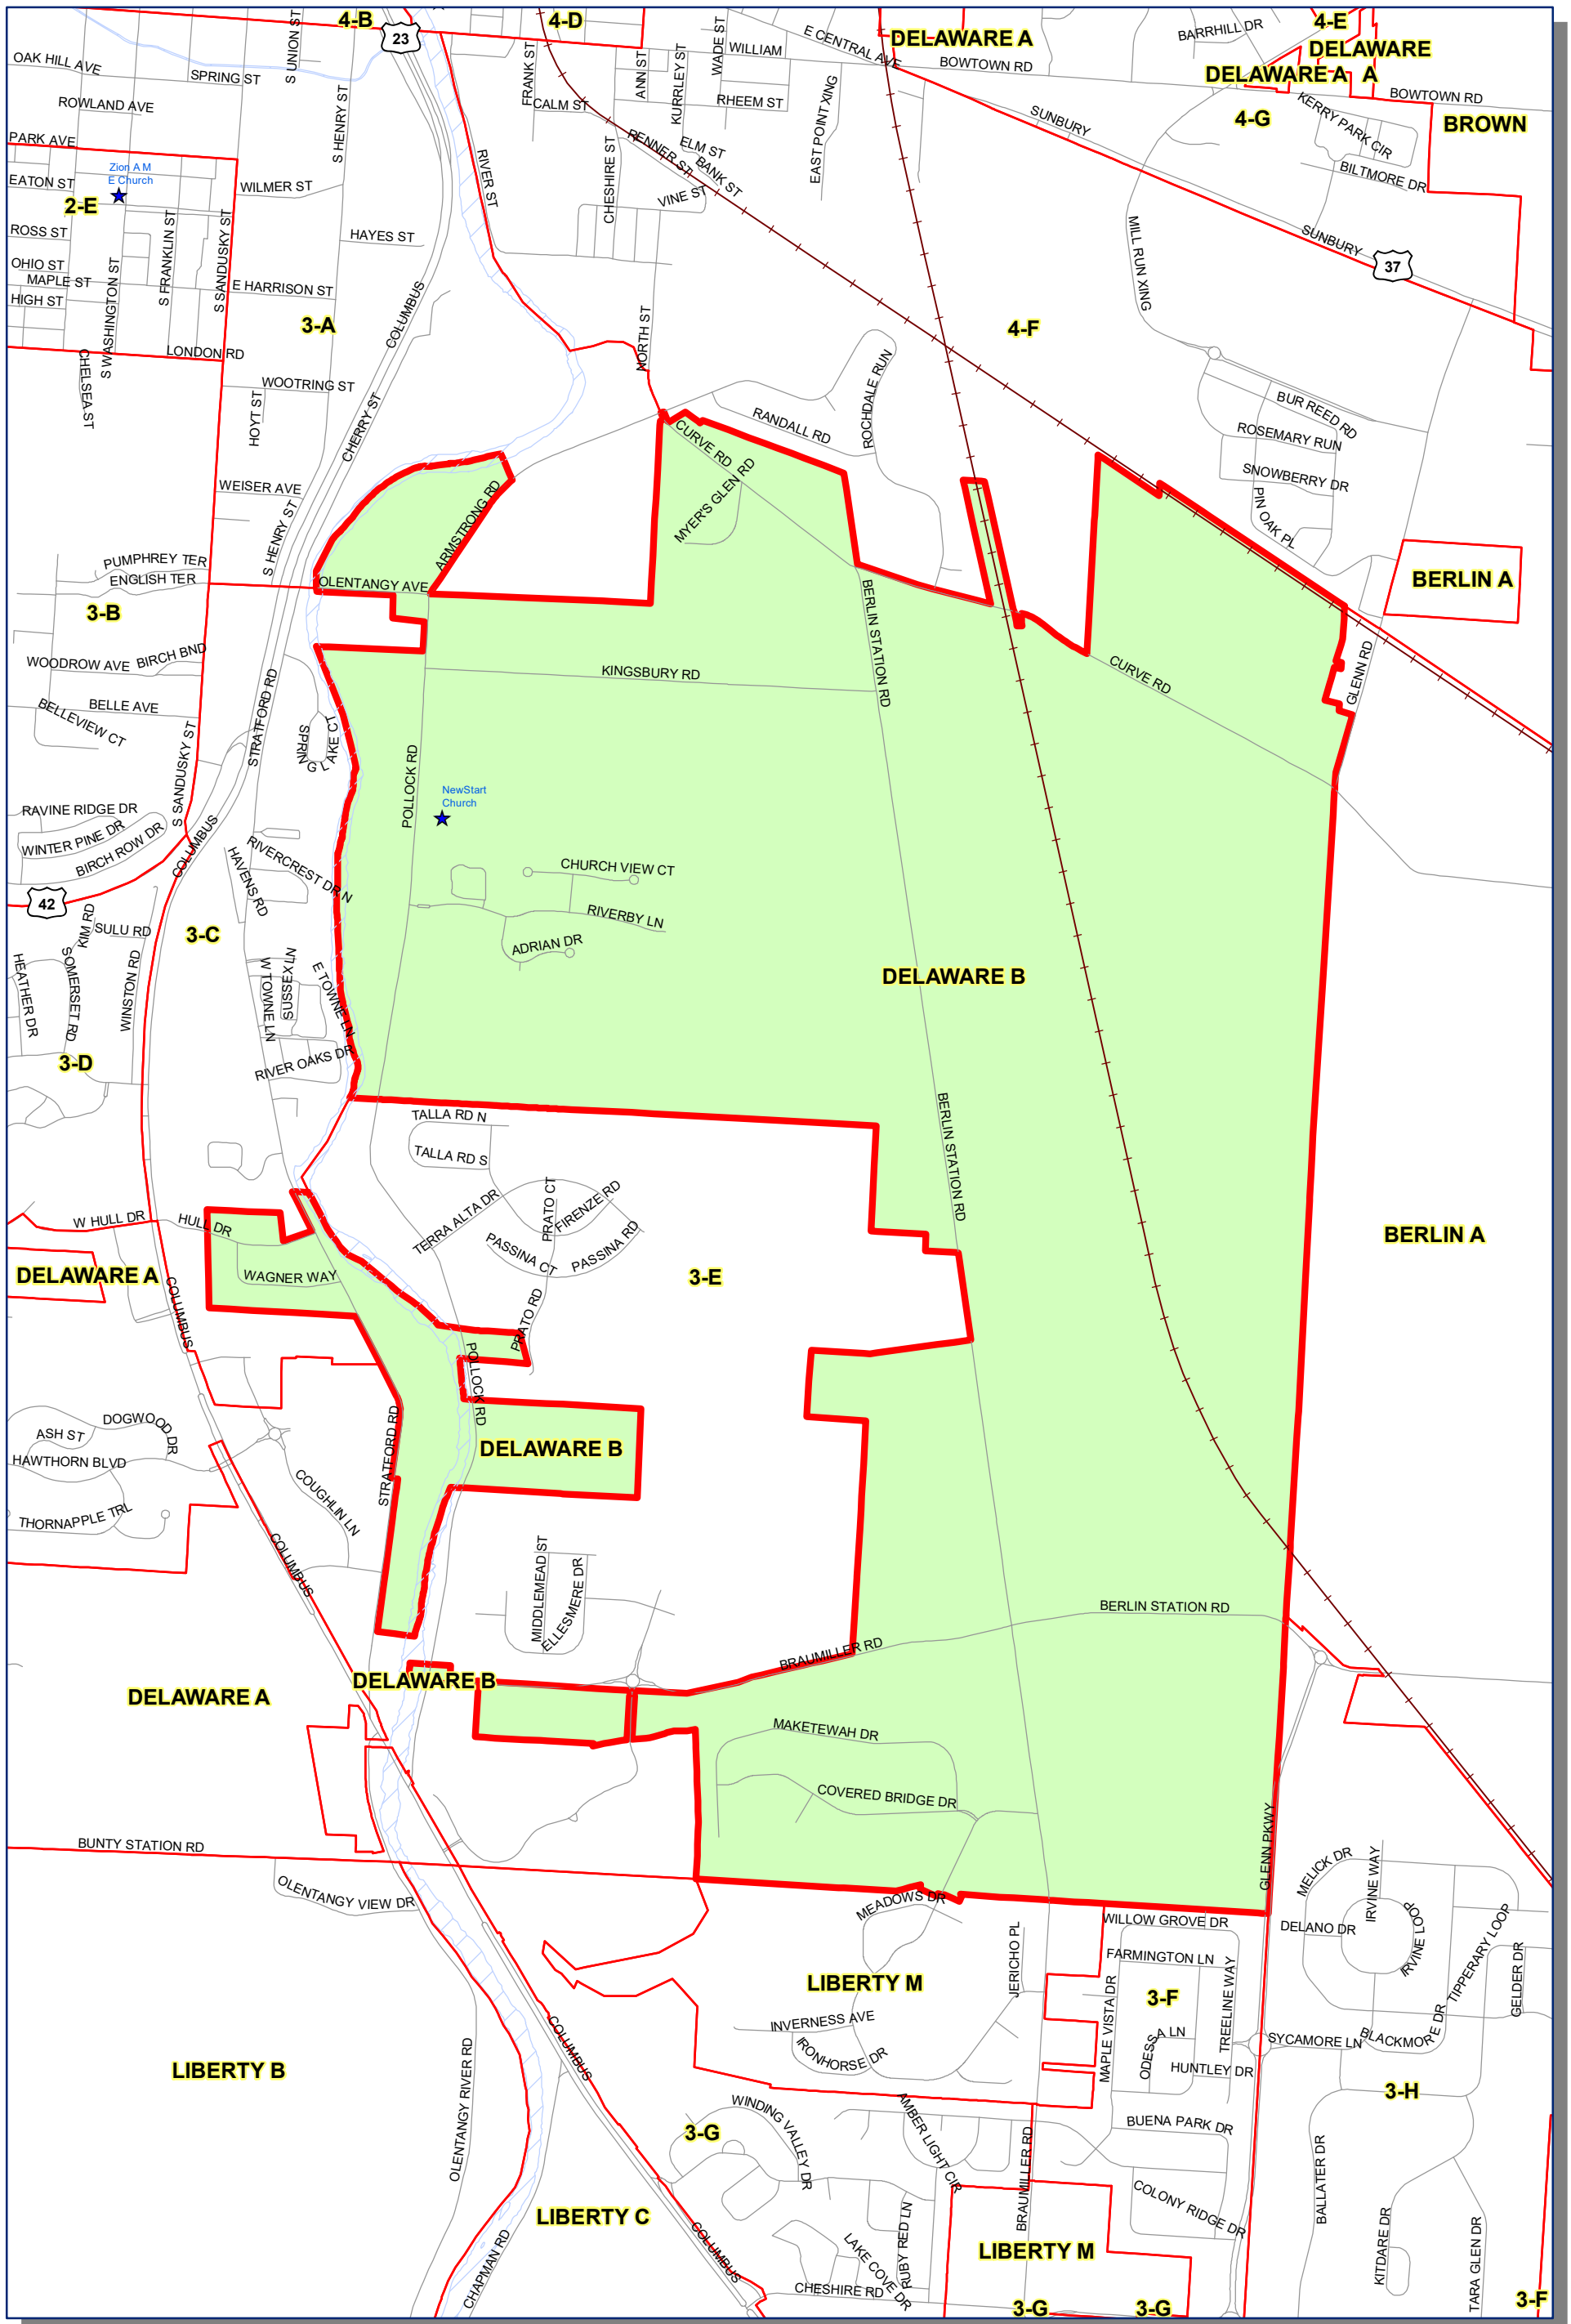 4-B
4-D
4-E
23
DELAWARE A
DELAWARE
DELAWARE A
A
OAK HILL AVE
SPRING ST
S UNION ST
FRANK ST
ANN ST
KURRLEY ST
WADE ST
WILLIAM
E CENTRAL AVE
BOWTOWN RD
BARRHILL DR
BOWTOWN RD
ROWLAND AVE
CALM ST
RHEEM ST
EAST POINT XING
SUNBURY
4-G
KERRY PARK CIR
BROWN
PARK AVE
S HENRY ST
RIVER ST
CHESHIRE ST
RENNER ST
ELM ST
BANK ST
VINE ST
BILTMORE DR
Zion A M
E Church
EATON ST
2-E
WILMER ST
ROSS ST
HAYES ST
MILL RUN XING
SUNBURY
37
OHIO ST
MAPLE ST
HIGH ST
S WASHINGTON ST
S FRANKLIN ST
S SANDUSKY ST
E HARRISON ST
3-A
COLUMBUS
NORTH ST
4-F
LONDON RD
CHELSEA ST
WOOTRING ST
HOYT ST
CHERRY ST
ROCHDALE RUN
RANDALL RD
CURVE RD
MYER'S GLEN RD
BUR REED RD
ROSEMARY RUN
SNOWBERRY DR
PIN OAK PL
WEISER AVE
S HENRY ST
ARMSTRONG RD
OLENTANGY AVE
PUMPHREY TER
ENGLISH TER
3-B
BERLIN A
WOODROW AVE
BIRCH BND
BELLE AVE
BELLEVIEW CT
STRATFORD RD
SPRING LAKE CT
KINGSBURY RD
BERLIN STATION RD
CURVE RD
GLENN RD
S SANDUSKY ST
POLLOCK RD
NewStart
Church
RAVINE RIDGE DR
WINTER PINE DR
BIRCH ROW DR
COLUMBUS
42
HAVENS RD
RIVERCREST DR N
CHURCH VIEW CT
RIVERBY LN
ADRIAN DR
KIM RD
SULU RD
3-C
HEATHER DR
SOMERSET RD
WINSTON RD
W TOWNE LN
SUSSEX LN
E TOWNE LN
DELAWARE B
3-D
RIVER OAKS DR
TALLA RD N
TALLA RD S
BERLIN STATION RD
W HULL DR
HULL DR
TERRA ALTA DR
PRATO CT
FIRENZE RD
PASSINA CT
PASSINA RD
BERLIN A
DELAWARE A
WAGNER WAY
3-E
COLUMBUS
PRATO RD
POLLOCK RD
ASH ST
DOGWOOD DR
HAWTHORN BLVD
THORNAPPLE TRL
STRATFORD RD
DELAWARE B
COUGHLIN LN
COLUMBUS
MIDDLEMEAD ST
ELLESMERE DR
BERLIN STATION RD
BRAUMILLER RD
DELAWARE B
DELAWARE A
MAKETEWAH DR
COVERED BRIDGE DR
GLENN PKWY
BUNTY STATION RD
OLENTANGY VIEW DR
MEADOWS DR
MELICK DR
IRVINE WAY
IRVINE LOOP
TIPPERARY LOOP
WILLOW GROVE DR
DELANO DR
FARMINGTON LN
GELDER DR
JERICHO PL
LIBERTY M
3-F
MAPLE VISTA DR
TREELINE WAY
INVERNESS AVE
IRONHORSE DR
ODESSA LN
HUNTLEY DR
SYCAMORE LN
BLACKMORE DR
LIBERTY B
COLUMBUS
OLENTANGY RIVER RD
3-H
3-G
WINDING VALLEY DR
AMBER LIGHT CIR
BUENA PARK DR
BRAUMILLER RD
COLONY RIDGE DR
BALLATER DR
LIBERTY C
CHAPMAN RD
COLUMBUS
LAKE COVE DR
RUBY RED LN
LIBERTY M
KITDARE DR
TARA GLEN DR
CHESHIRE RD
3-G
3-G
3-F